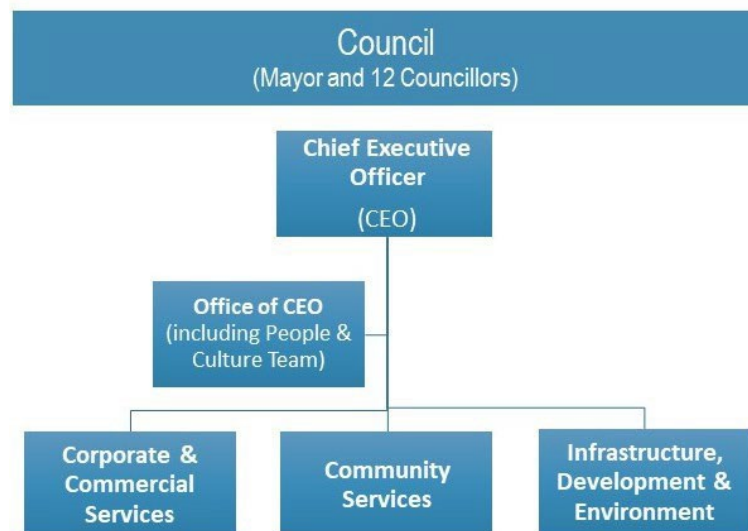 Council
(Mayor and 12 Councillors)
Chief Executive
Officer
(CEO)
Office of CEO
(including People &
Culture Team)
Corporate &
Commercial
Services
Community
Services
Infrastructure,
Development &
Environment